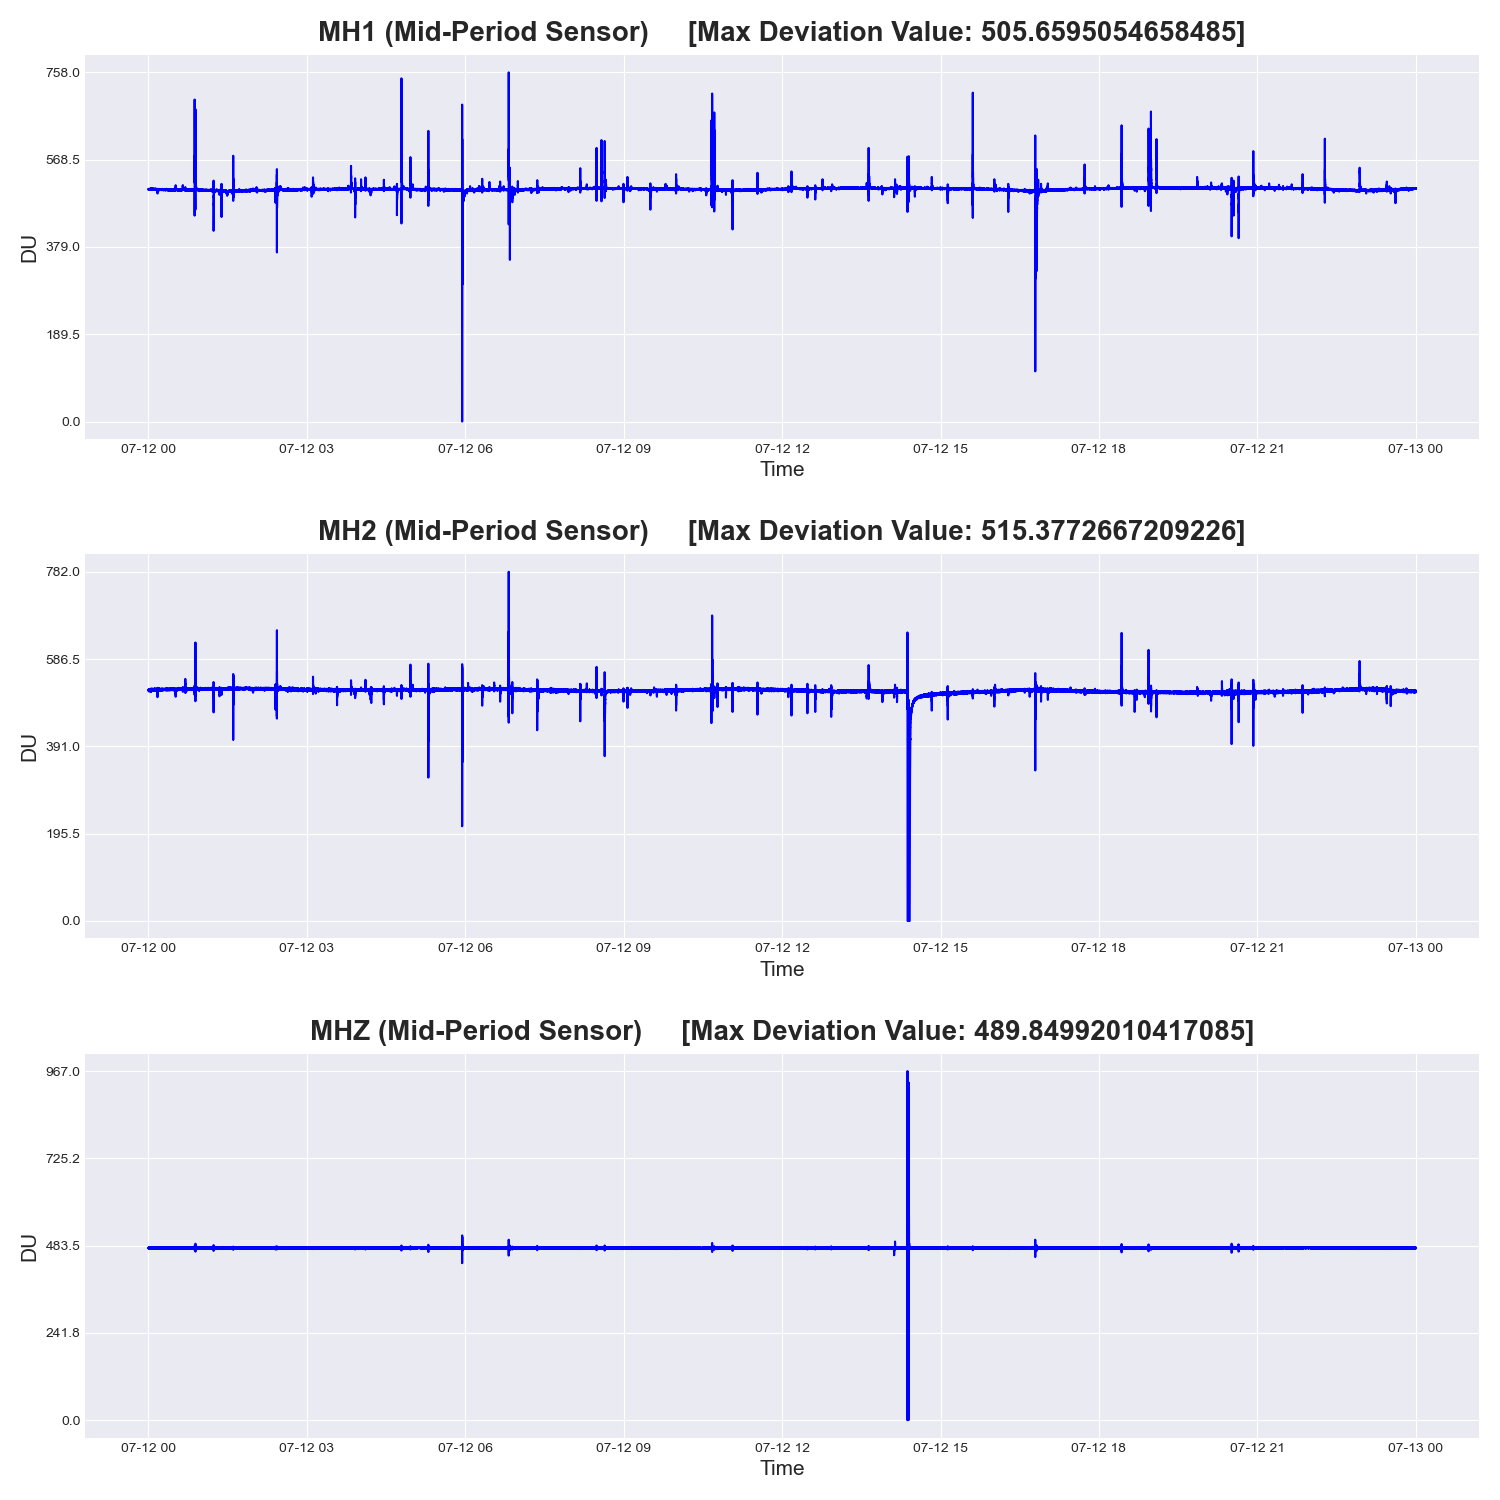 MH1 (Mid-Period Sensor) [Max Deviation Value: 505.6595054658485]
758.0
568.5
379.0
189.5
0.0
DU
07-12 00 07-12 03 07-12 06 07-12 09 07-12 12 07-12 15 07-12 18 07-12 21 07-13 00
Time
MH2 (Mid-Period Sensor) [Max Deviation Value: 515.3772667209226]
782.0
586.5
391.0
195.5
0.0
DU
07-12 00 07-12 03 07-12 06 07-12 09 07-12 12 07-12 15 07-12 18 07-12 21 07-13 00
Time
MHZ (Mid-Period Sensor) [Max Deviation Value: 489.84992010417085]
967.0
725.2
483.5
241.8
0.0
DU
07-12 00 07-12 03 07-12 06 07-12 09 07-12 12 07-12 15 07-12 18 07-12 21 07-13 00
Time